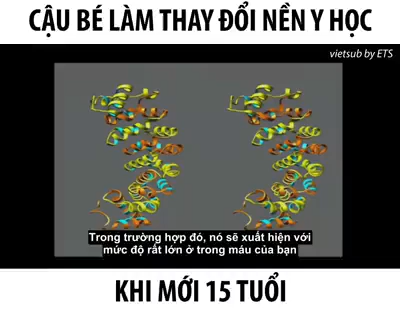 CẬU BÉ LÀM THAY ĐỔI NỀN Y HỌC
vietsub by ETS
Trong trường hợp đó, nó sẽ xuất hiện với
mức độ rất lớn ở trong máu của bạn
KHI MỚI 15 TUỔI